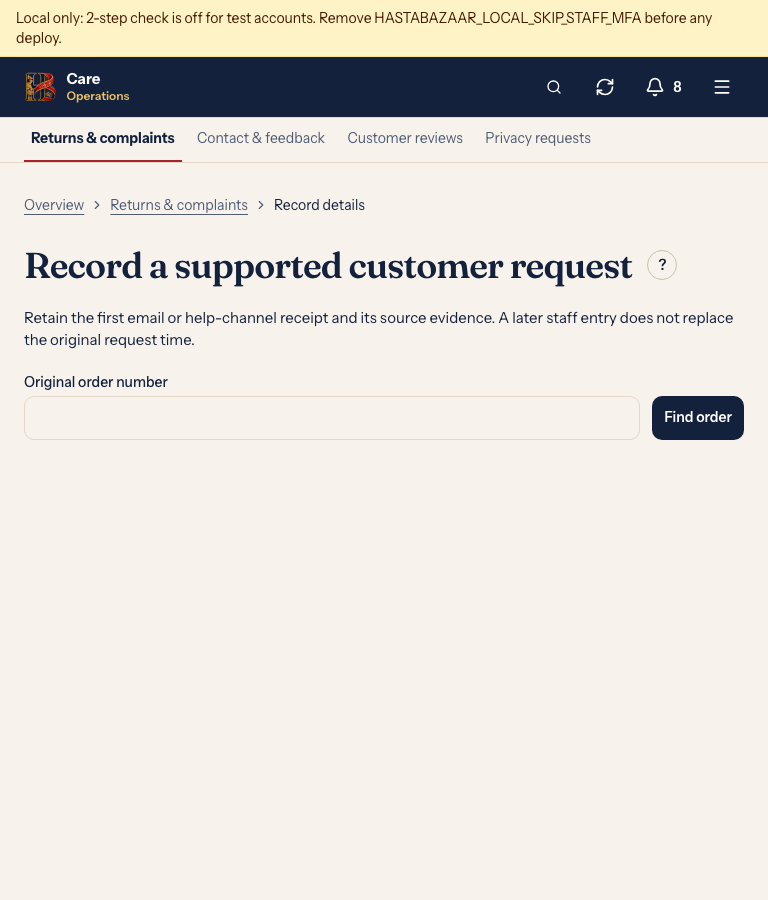 Local only: 2-step check is off for test accounts. Remove HASTABAZAAR_LOCAL_SKIP_STAFF_MFA before any
deploy.
Care
Operations
8
Returns & complaints
Contact & feedback
Customer reviews
Privacy requests
Overview
Returns & complaints
Record details
Record a supported customer request
?
Retain the first email or help-channel receipt and its source evidence. A later staff entry does not replace
the original request time.
Original order number
Find order